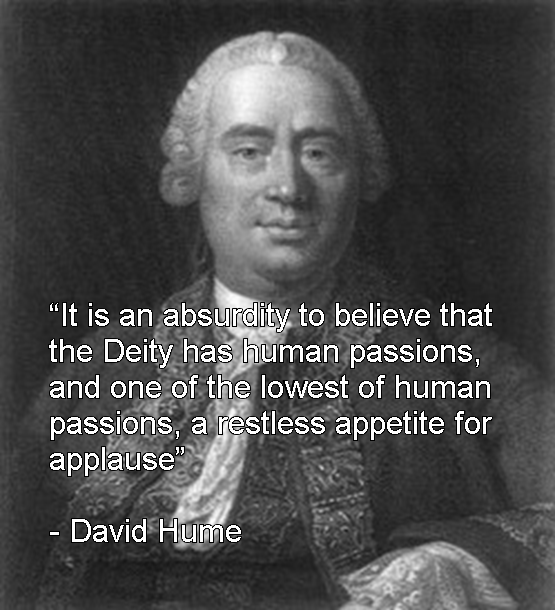 “It is an absurdity to believe that
the Deity has human passions,
and one of the lowest of human
passions, a restless appetite for
applause”
- David Hume